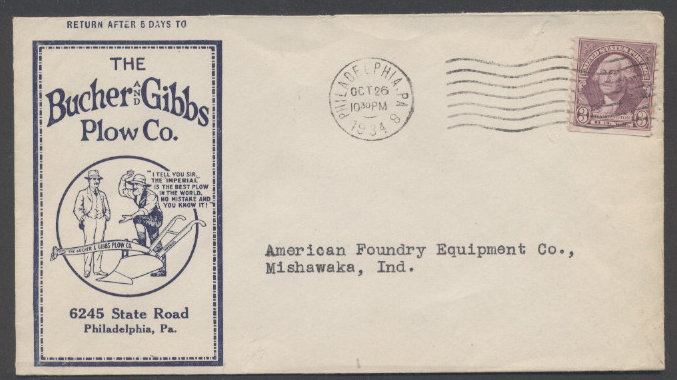 RETURN AFTER 5 DAYS TO
THE
Bucher AND Gibbs
Plow Co.
"I TELL YOU SIR,
THE "IMPERIAL"
IS THE BEST PLOW
IN THE WORLD,
NO MISTAKE AND
YOU KNOW IT!"
THE BUCHER & GIBBS PLOW CO.
6245 State Road
Philadelphia, Pa.
PHILADELPHIA, PA. 8
OCT 26
10 30 PM
1934
3 3
American Foundry Equipment Co.,
Mishawaka, Ind.